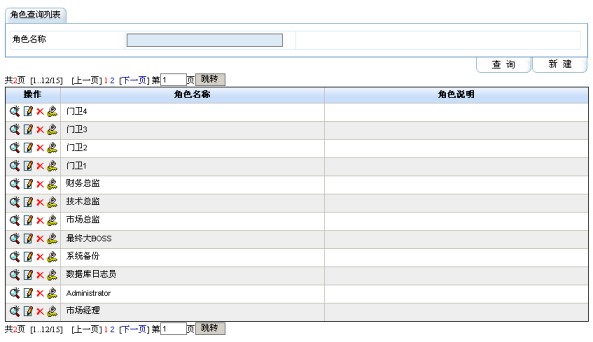 角色查询列表
角色名称
查 询 新 建
共2页 [1..12/15] [上一页] 1 2 [下一页] 第 1 页 跳转
操作 角色名称 角色说明
门卫4
门卫3
门卫2
门卫1
财务总监
技术总监
市场总监
最终大BOSS
系统备份
数据库日志员
Administrator
市场经理
共2页 [1..12/15] [上一页] 1 2 [下一页] 第 1 页 跳转